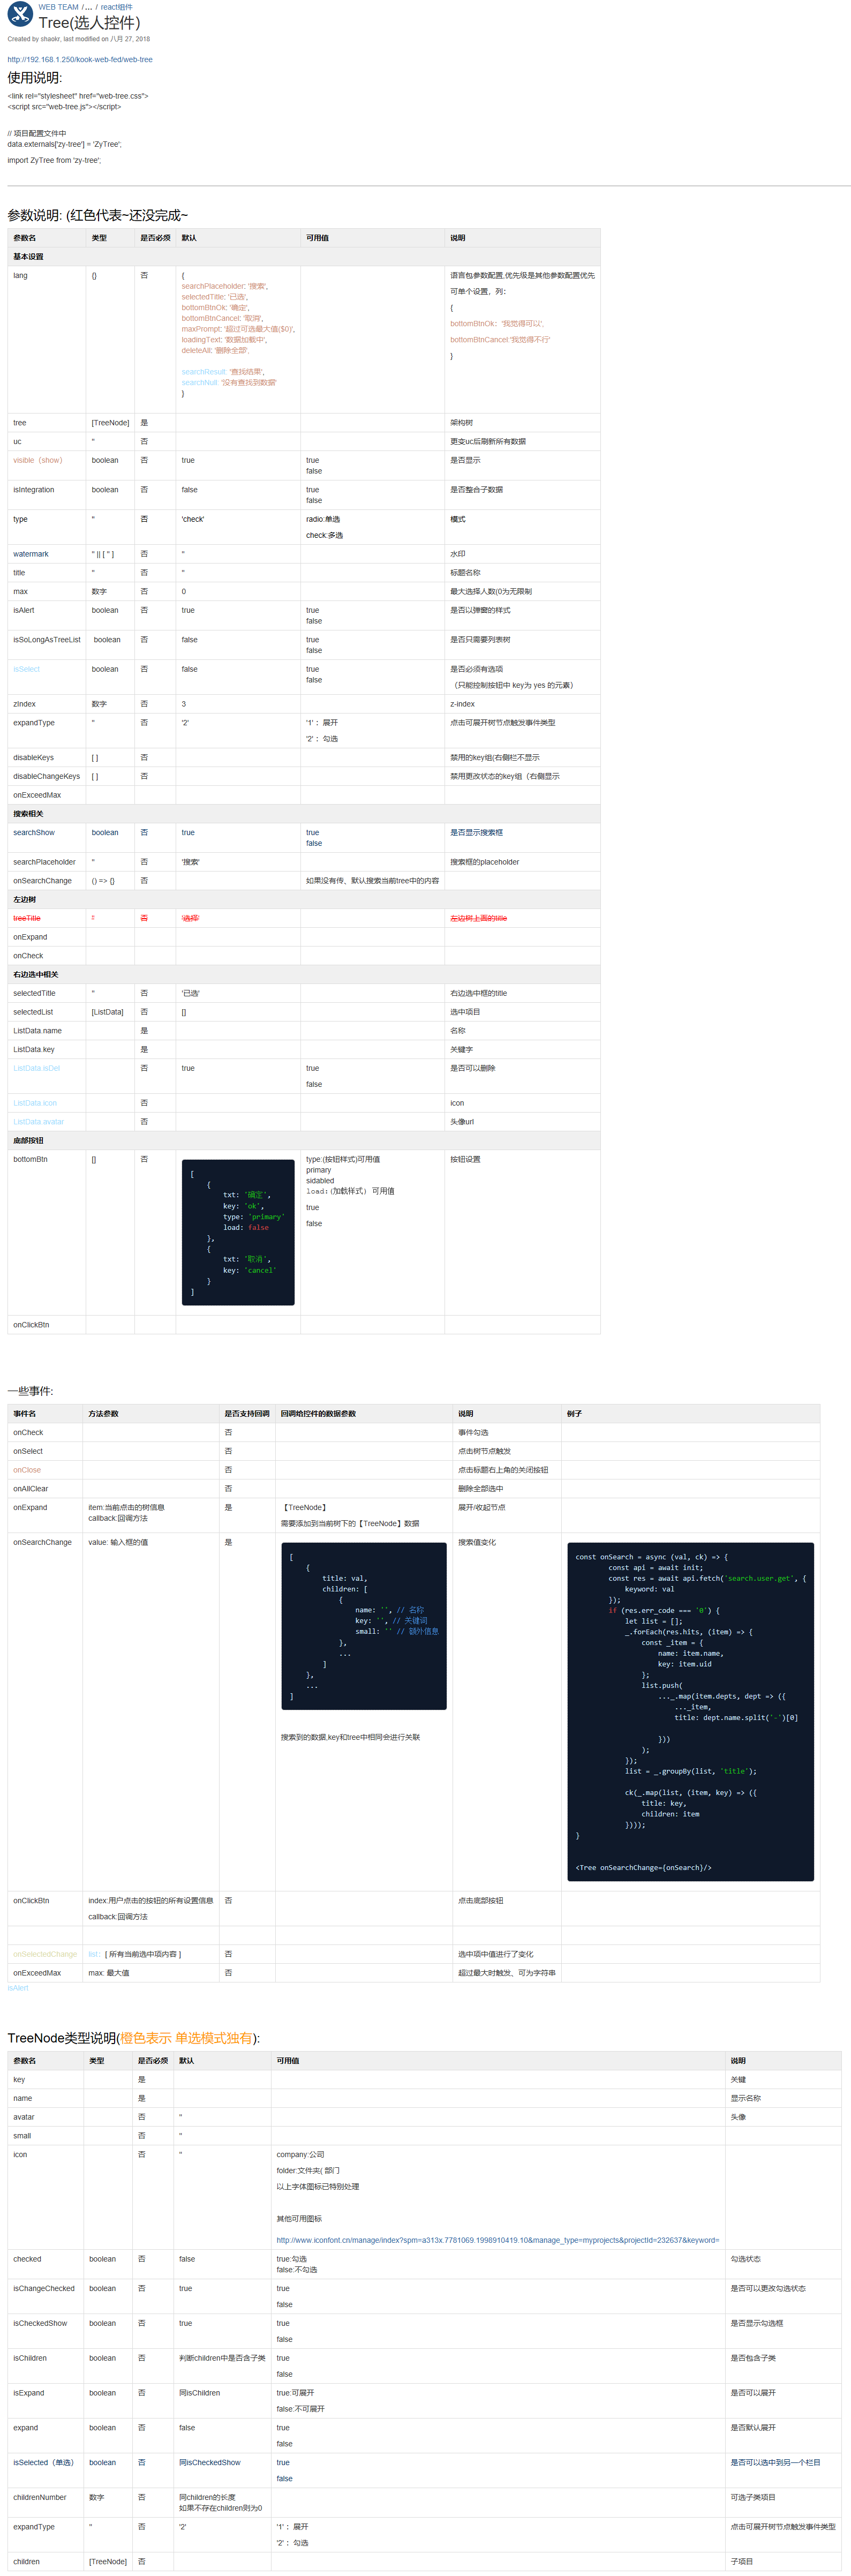 WEB TEAM / ... / react组件
Tree(选人控件)
Created by shaokr, last modified on 八月 27, 2018
http://192.168.1.250/kook-web-fed/web-tree
使用说明:
<link rel="stylesheet" href="web-tree.css">
<script src="web-tree.js"></script>
// 项目配置文件中
data.externals['zy-tree'] = 'ZyTree';
import ZyTree from 'zy-tree';
参数说明: (红色代表~还没完成~
参数名 类型 是否必须 默认 可用值 说明
基本设置
lang {} 否 { 语言包参数配置,优先级是其他参数配置优先
searchPlaceholder: '搜索',
selectedTitle: '已选',
bottomBtnOk: '确定',
bottomBtnCancel: '取消',
maxPrompt: '超过可选最大值{$0}',
loadingText: '数据加载中',
deleteAll: '删除全部',
searchResult: '查找结果',
searchNull: '没有查找到数据'
}
可单个设置，列：
{
bottomBtnOk：'我觉得可以',
bottomBtnCancel:'我觉得不行'
}
tree [TreeNode] 是 架构树
uc '' 否 更变uc后刷新所有数据
visible（show） boolean 否 true true 是否显示
false
isIntegration boolean 否 false true 是否整合子数据
false
type '' 否 'check' radio:单选 模式
check:多选
watermark '' || [ '' ] 否 '' 水印
title '' 否 '' 标题名称
max 数字 否 0 最大选择人数(0为无限制
isAlert boolean 否 true true 是否以弹窗的样式
false
isSoLongAsTreeList boolean 否 false true 是否只需要列表树
false
isSelect boolean 否 false true 是否必须有选项
false （只能控制按钮中 key为 yes 的元素）
zIndex 数字 否 3 z-index
expandType '' 否 '2' '1' ：展开 点击可展开树节点触发事件类型
'2' ：勾选
disableKeys [ ] 否 禁用的key组(右侧栏不显示
disableChangeKeys [ ] 否 禁用更改状态的key组（右侧显示
onExceedMax
搜索相关
searchShow boolean 否 true true 是否显示搜索框
false
searchPlaceholder '' 否 '搜索' 搜索框的placeholder
onSearchChange () => {} 否 如果没有传、默认搜索当前tree中的内容
左边树
treeTitle '' 否 '选择' 左边树上面的title
onExpand
onCheck
右边选中相关
selectedTitle '' 否 '已选' 右边选中框的title
selectedList [ListData] 否 [] 选中项目
ListData.name 是 名称
ListData.key 是 关键字
ListData.isDel 否 true true 是否可以删除
false
ListData.icon 否 icon
ListData.avatar 否 头像url
底部按钮
bottomBtn [] 否 type:(按钮样式)可用值 按钮设置
primary
sidabled
load:(加载样式） 可用值
true
false
[
{
txt: '确定',
key: 'ok',
type: 'primary'
load: false
},
{
txt: '取消',
key: 'cancel'
}
]
onClickBtn
一些事件:
事件名 方法参数 是否支持回调 回调给控件的数据参数 说明 例子
onCheck 否 事件勾选
onSelect 否 点击树节点触发
onClose 否 点击标题右上角的关闭按钮
onAllClear 否 删除全部选中
onExpand item:当前点击的树信息 是 【TreeNode】 展开/收起节点
callback:回调方法 需要添加到当前树下的【TreeNode】数据
onSearchChange value: 输入框的值 是 搜索值变化
[
{
title: val,
children: [
{
name: '', // 名称
key: '', // 关键词
small: '' // 额外信息
},
...
]
},
...
]
搜索到的数据,key和tree中相同会进行关联
const onSearch = async (val, ck) => {
const api = await init;
const res = await api.fetch('search.user.get', {
keyword: val
});
if (res.err_code === '0') {
let list = [];
_.forEach(res.hits, (item) => {
const _item = {
name: item.name,
key: item.uid
};
list.push(
..._.map(item.depts, dept => ({
..._item,
title: dept.name.split('-')[0]
}))
);
});
list = _.groupBy(list, 'title');
ck(_.map(list, (item, key) => ({
title: key,
children: item
})));
}
<Tree onSearchChange={onSearch}/>
onClickBtn index:用户点击的按钮的所有设置信息 否 点击底部按钮
callback:回调方法
onSelectedChange list：[ 所有当前选中项内容 ] 否 选中项中值进行了变化
onExceedMax max: 最大值 否 超过最大时触发、可为字符串
isAlert
TreeNode类型说明(橙色表示 单选模式独有):
参数名 类型 是否必须 默认 可用值 说明
key 是 关键
name 是 显示名称
avatar 否 '' 头像
small 否 ''
icon 否 '' company:公司
folder:文件夹( 部门
以上字体图标已特别处理
其他可用图标
http://www.iconfont.cn/manage/index?spm=a313x.7781069.1998910419.10&manage_type=myprojects&projectId=232637&keyword=
checked boolean 否 false true:勾选 勾选状态
false:不勾选
isChangeChecked boolean 否 true true 是否可以更改勾选状态
false
isCheckedShow boolean 否 true true 是否显示勾选框
false
isChildren boolean 否 判断children中是否含子类 true 是否包含子类
false
isExpand boolean 否 同isChildren true:可展开 是否可以展开
false:不可展开
expand boolean 否 false true 是否默认展开
false
isSelected（单选） boolean 否 同isCheckedShow true 是否可以选中到另一个栏目
false
childrenNumber 数字 否 同children的长度 可选子类项目
如果不存在children则为0
expandType '' 否 '2' '1' ：展开 点击可展开树节点触发事件类型
'2' ：勾选
children [TreeNode] 否 子项目